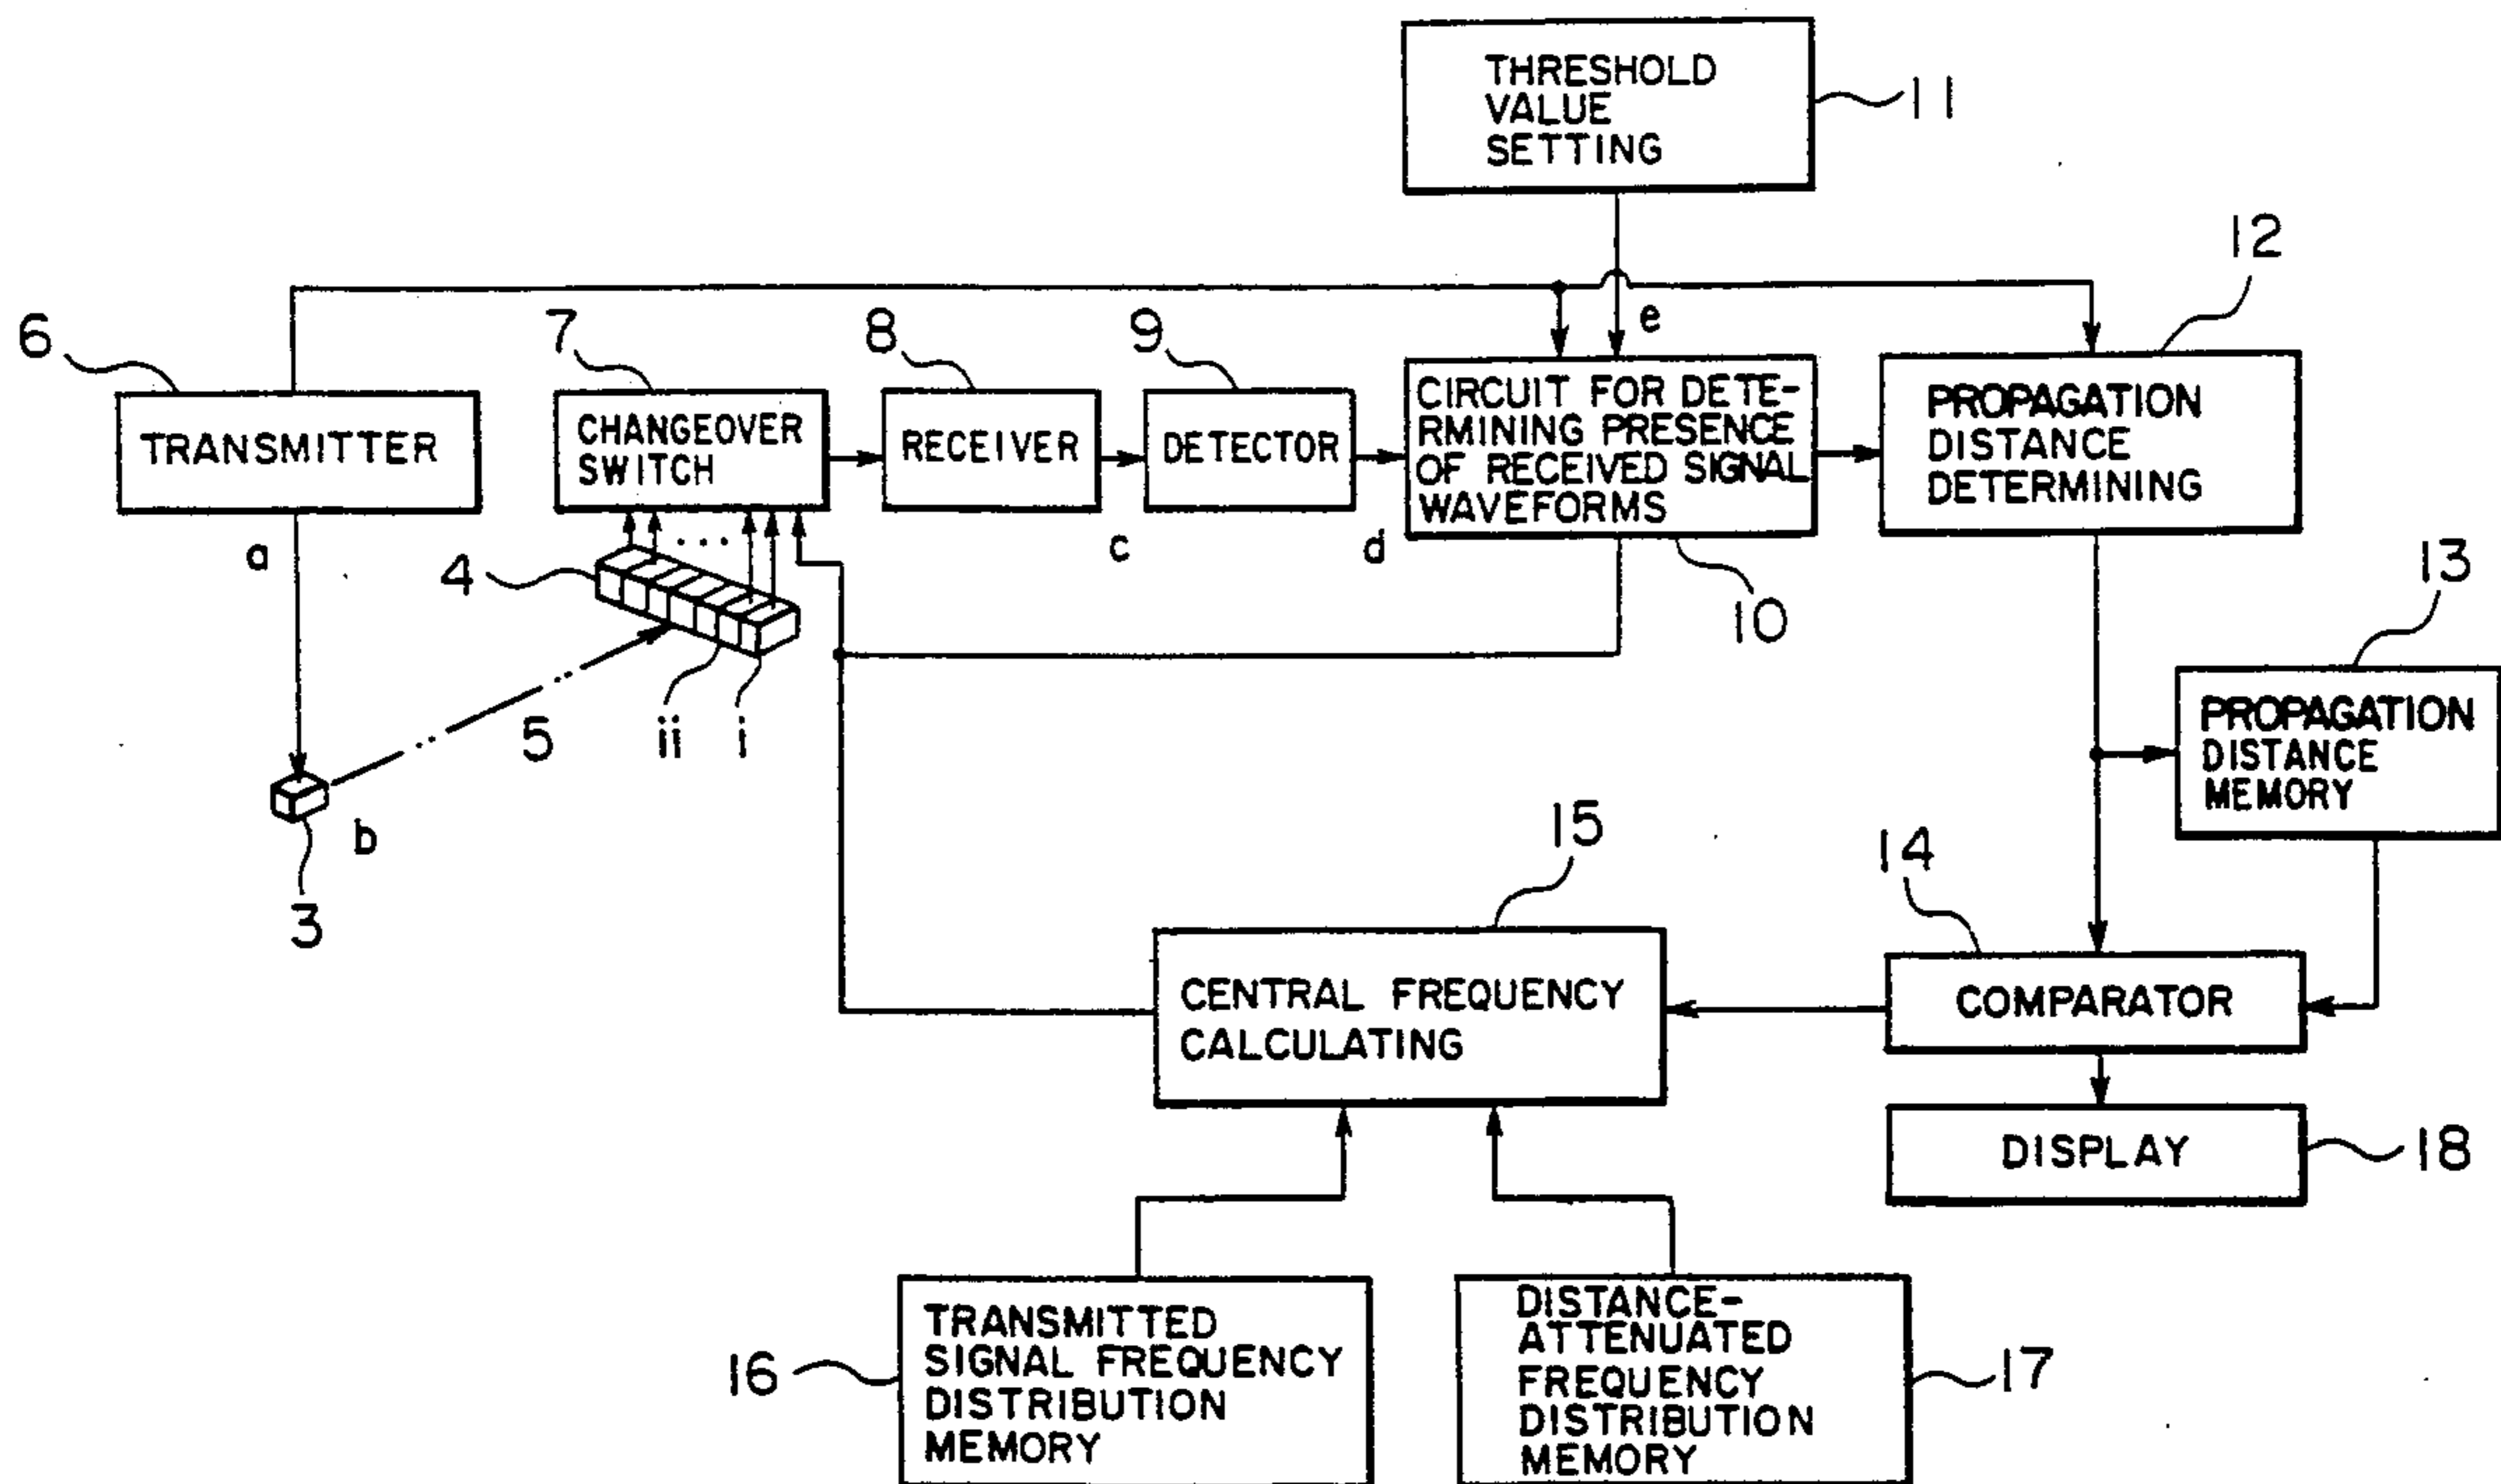 THRESHOLD
VALUE
SETTING
11
12
e
6
7
8
9
TRANSMITTER
CHANGEOVER
SWITCH
RECEIVER
DETECTOR
CIRCUIT FOR DETE-
RMINING PRESENCE
OF RECEIVED SIGNAL
WAVEFORMS
PROPAGATION
DISTANCE
DETERMINING
a
...
c
d
4
10
13
5
ii
i
PROPAGATION
DISTANCE
MEMORY
b
3
15
14
CENTRAL FREQUENCY
CALCULATING
COMPARATOR
DISPLAY
18
TRANSMITTED
SIGNAL FREQUENCY
DISTRIBUTION
MEMORY
16
DISTANCE-
ATTENUATED
FREQUENCY
DISTRIBUTION
MEMORY
17